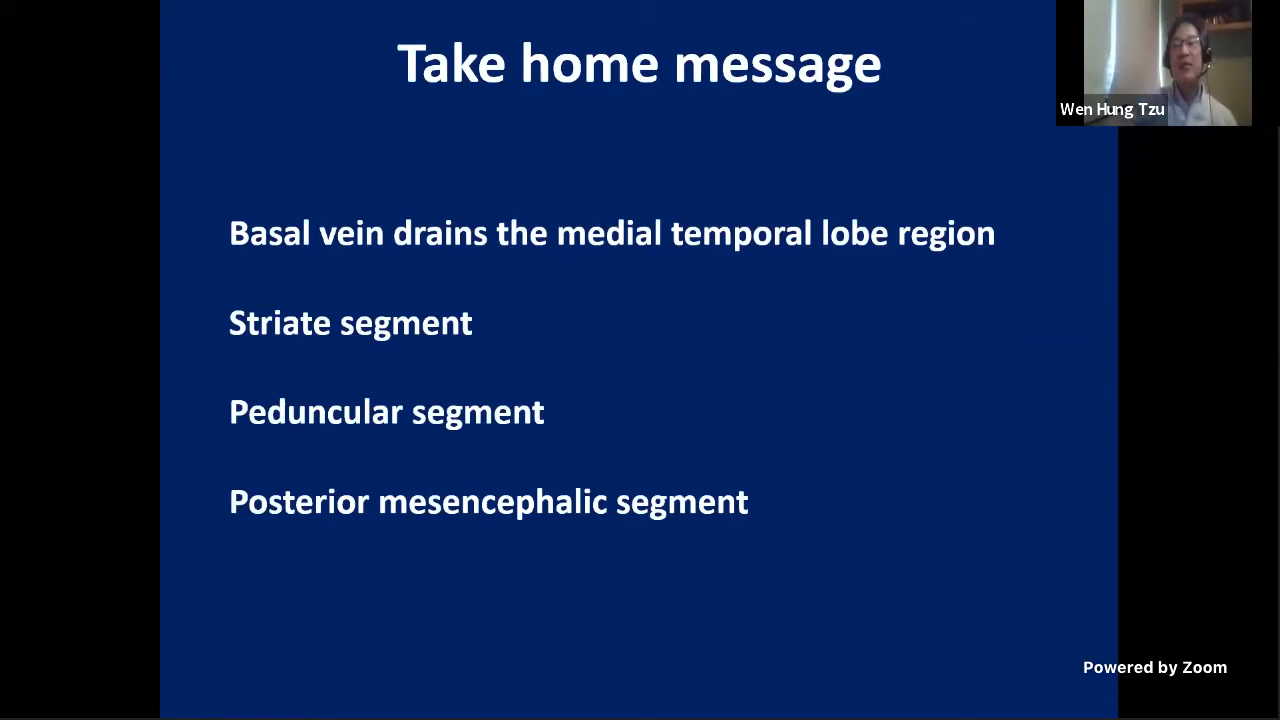 Take home message
Wen Hung Tzu
Basal vein drains the medial temporal lobe region
Striate segment
Peduncular segment
Posterior mesencephalic segment
Powered by Zoom